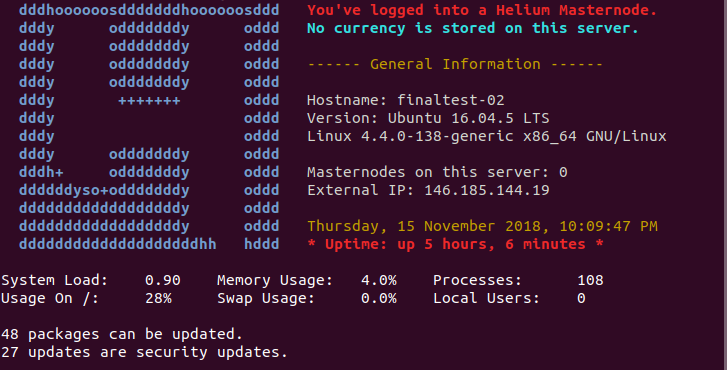 dddhoooooosdddddddhoooooosddd   You've logged into a Helium Masternode.
dddy      odddddddy      oddd   No currency is stored on this server.
dddy      odddddddy      oddd
dddy      odddddddy      oddd   ------ General Information ------
dddy      odddddddy      oddd
dddy       +++++++       oddd   Hostname: finaltest-02
dddy                     oddd   Version: Ubuntu 16.04.5 LTS
dddy                     oddd   Linux 4.4.0-138-generic x86_64 GNU/Linux
dddy      odddddddy      oddd
dddh+     odddddddy      oddd   Masternodes on this server: 0
ddddddyso+odddddddy      oddd   External IP: 146.185.144.19
ddddddddddddddddddy      oddd
ddddddddddddddddddy      oddd   Thursday, 15 November 2018, 10:09:47 PM
dddddddddddddddddddhh   hddd   * Uptime: up 5 hours, 6 minutes *
System Load:    0.90    Memory Usage:   4.0%    Processes:      108
Usage On /:     28%     Swap Usage:     0.0%    Local Users:    0
48 packages can be updated.
27 updates are security updates.